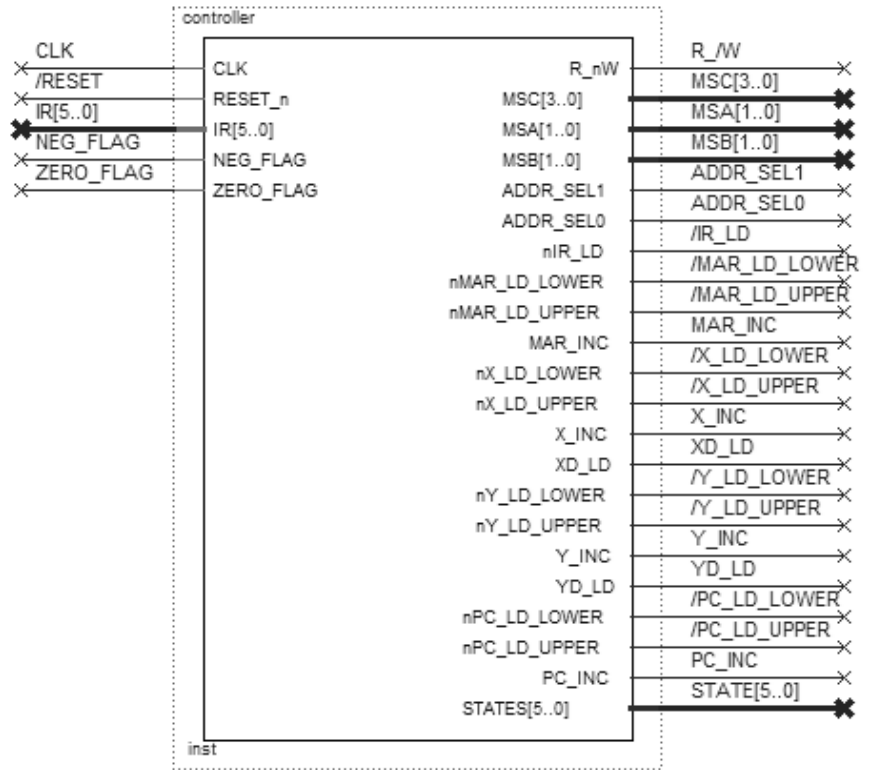 controller
CLK
/RESET
IR[5..0]
NEG_FLAG
ZERO_FLAG
CLK
RESET_n
IR[5..0]
NEG_FLAG
ZERO_FLAG
R_nW
MSC[3..0]
MSA[1..0]
MSB[1..0]
ADDR_SEL1
ADDR_SEL0
nIR_LD
nMAR_LD_LOWER
nMAR_LD_UPPER
MAR_INC
nX_LD_LOWER
nX_LD_UPPER
X_INC
XD_LD
nY_LD_LOWER
nY_LD_UPPER
Y_INC
YD_LD
nPC_LD_LOWER
nPC_LD_UPPER
PC_INC
STATES[5..0]
R_/W
MSC[3..0]
MSA[1..0]
MSB[1..0]
ADDR_SEL1
ADDR_SEL0
/IR_LD
/MAR_LD_LOWER
/MAR_LD_UPPER
MAR_INC
/X_LD_LOWER
/X_LD_UPPER
X_INC
XD_LD
/Y_LD_LOWER
/Y_LD_UPPER
Y_INC
YD_LD
/PC_LD_LOWER
/PC_LD_UPPER
PC_INC
STATE[5..0]
inst